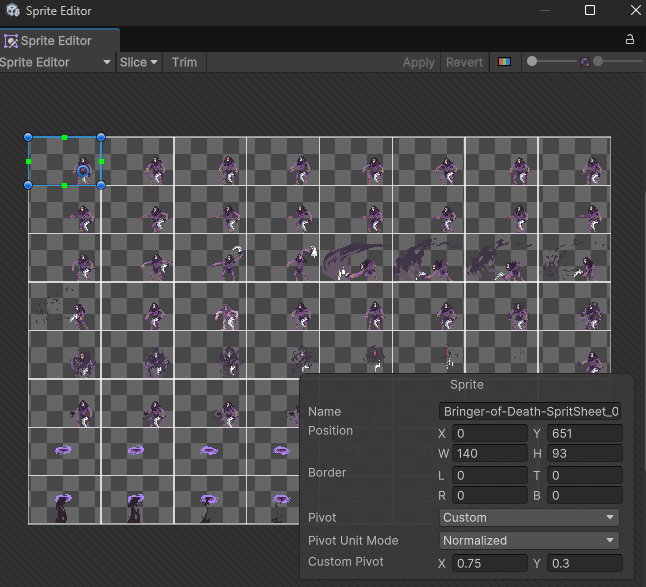 Sprite Editor
Sprite Editor
Sprite Editor Slice Trim Apply Revert
Sprite
Name Bringer-of-Death-SpritSheet_0
Position X 0 Y 651
W 140 H 93
Border L 0 T 0
R 0 B 0
Pivot Custom
Pivot Unit Mode Normalized
Custom Pivot X 0.75 Y 0.3